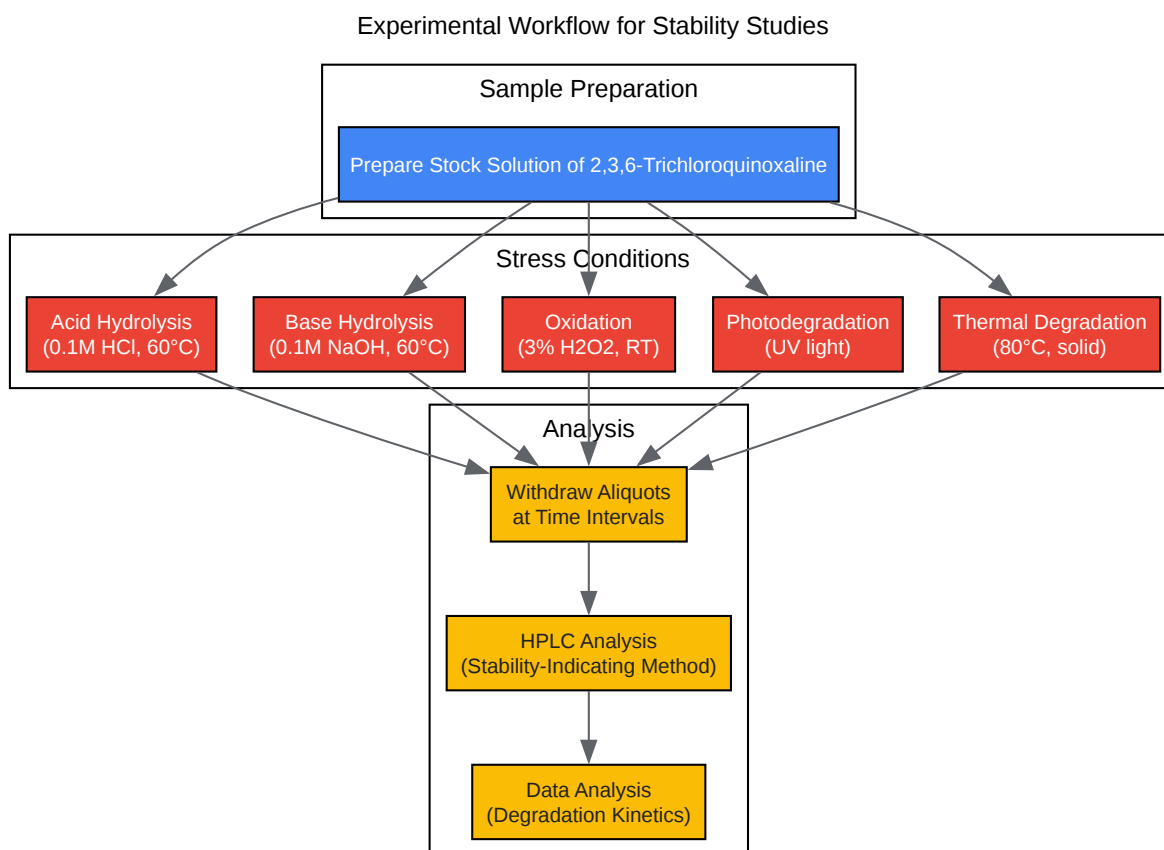 Experimental Workflow for Stability Studies
Sample Preparation
Prepare Stock Solution of 2,3,6-Trichloroquinoxaline
Stress Conditions
Acid Hydrolysis
(0.1M HCl, 60°C)
Base Hydrolysis
(0.1M NaOH, 60°C)
Oxidation
(3% H2O2, RT)
Photodegradation
(UV light)
Thermal Degradation
(80°C, solid)
Analysis
Withdraw Aliquots
at Time Intervals
HPLC Analysis
(Stability-Indicating Method)
Data Analysis
(Degradation Kinetics)